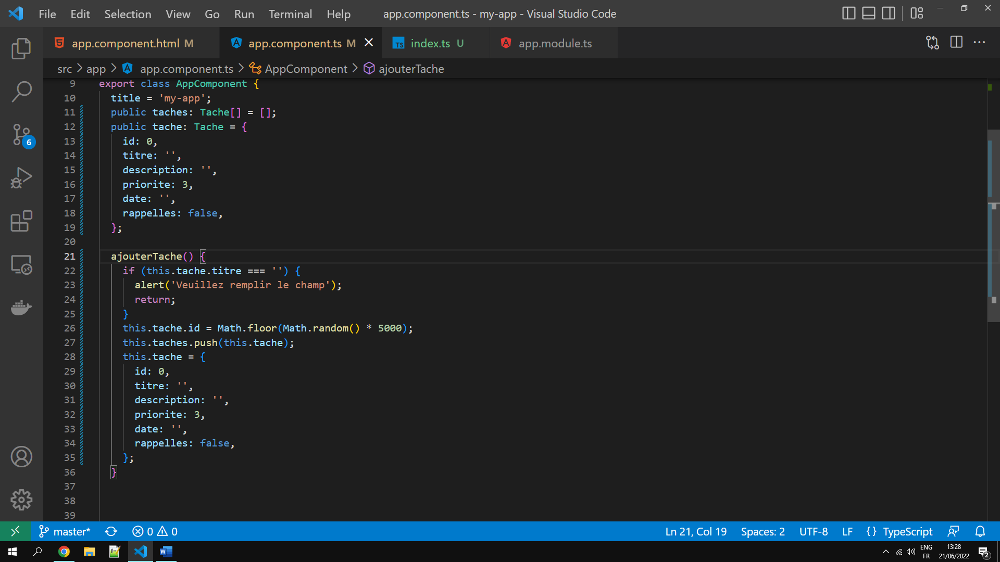 File Edit Selection View Go Run Terminal Help app.component.ts - my-app - Visual Studio Code
app.component.html M app.component.ts M index.ts U app.module.ts
src > app > app.component.ts > AppComponent > ajouterTache
9 export class AppComponent {
10 title = 'my-app';
11 public taches: Tache[] = [];
12 public tache: Tache = {
13 id: 0,
14 titre: '',
15 description: '',
16 priorite: 3,
17 date: '',
18 rappelles: false,
19 };
20
21 ajouterTache() {
22 if (this.tache.titre === '') {
23 alert('Veuillez remplir le champ');
24 return;
25 }
26 this.tache.id = Math.floor(Math.random() * 5000);
27 this.taches.push(this.tache);
28 this.tache = {
29 id: 0,
30 titre: '',
31 description: '',
32 priorite: 3,
33 date: '',
34 rappelles: false,
35 };
36 }
37
38
39
6
master* 0 0 Ln 21, Col 19 Spaces: 2 UTF-8 LF {} TypeScript
ENG 13:28
FR 21/06/2022 2